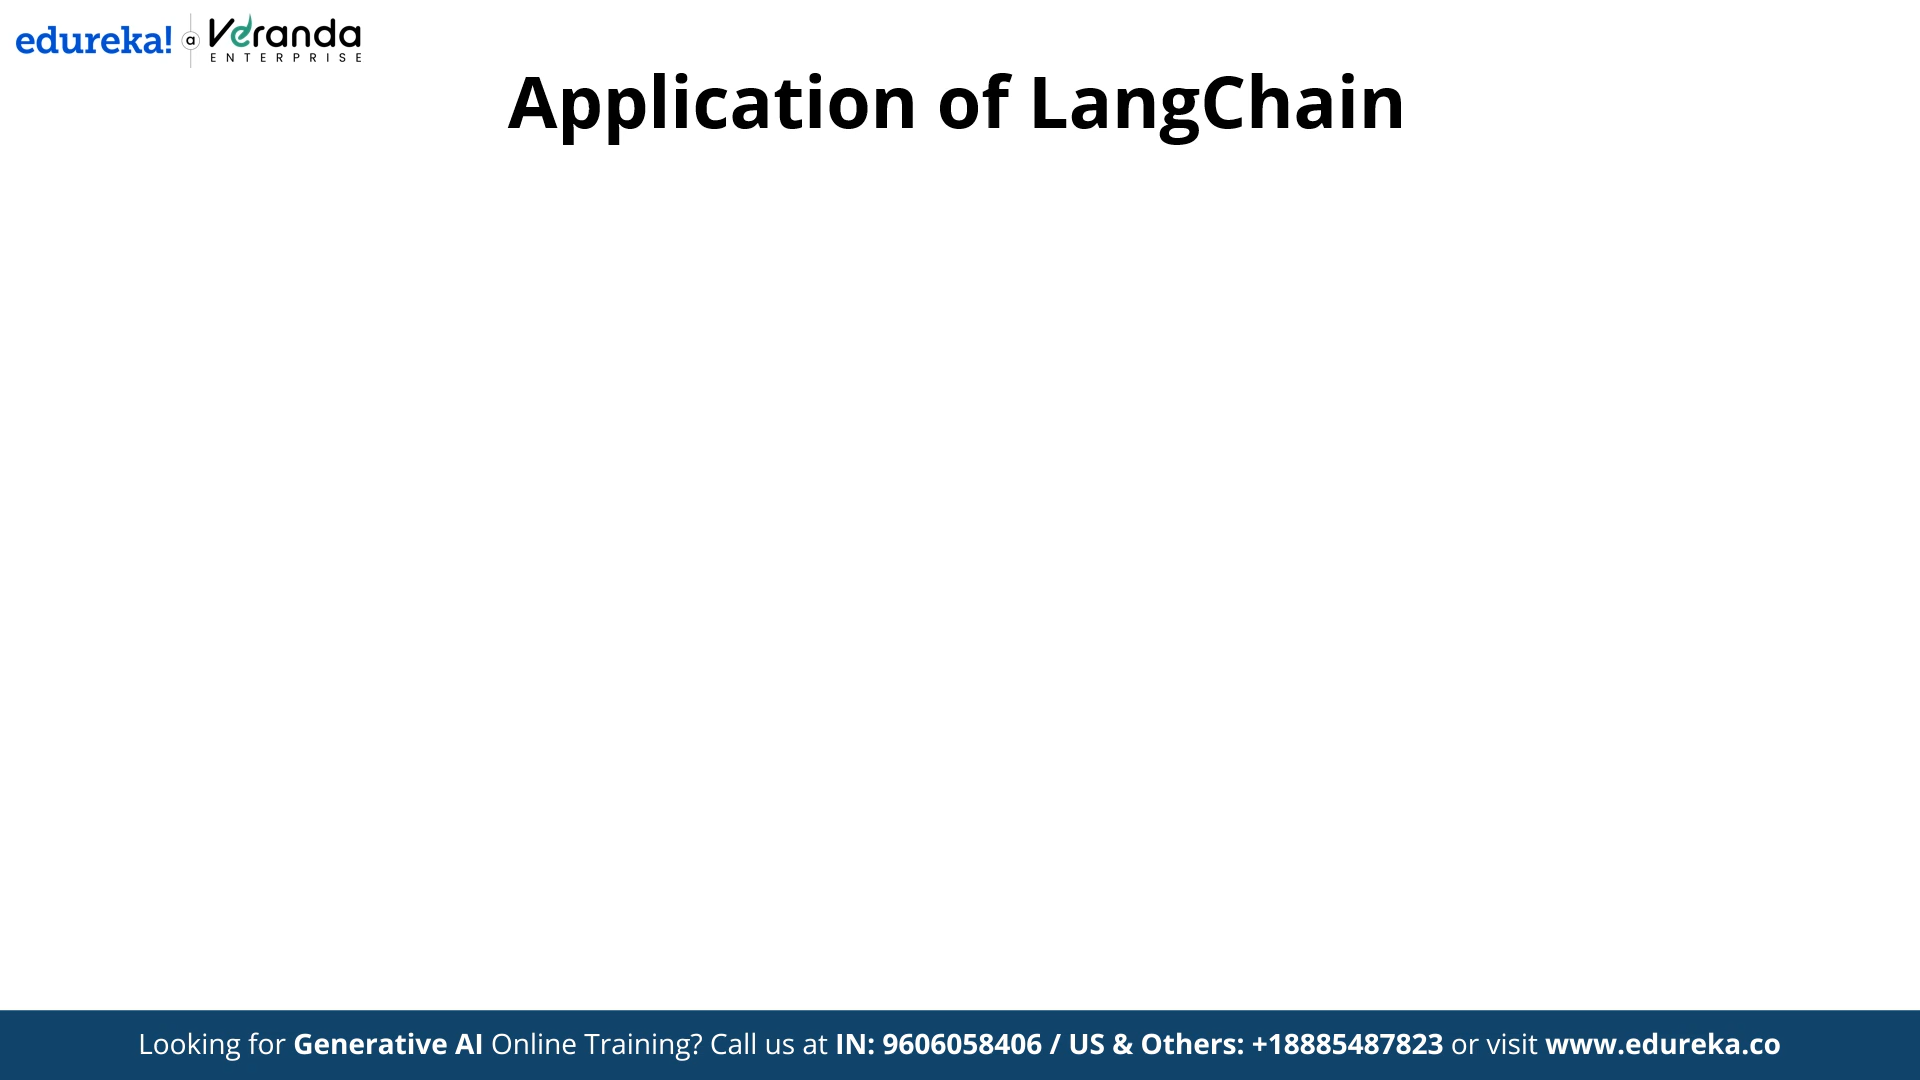 edureka! a Veranda
ENTERPRISE
Application of LangChain
Looking for Generative AI Online Training? Call us at IN: 9606058406 / US & Others: +18885487823 or visit www.edureka.co